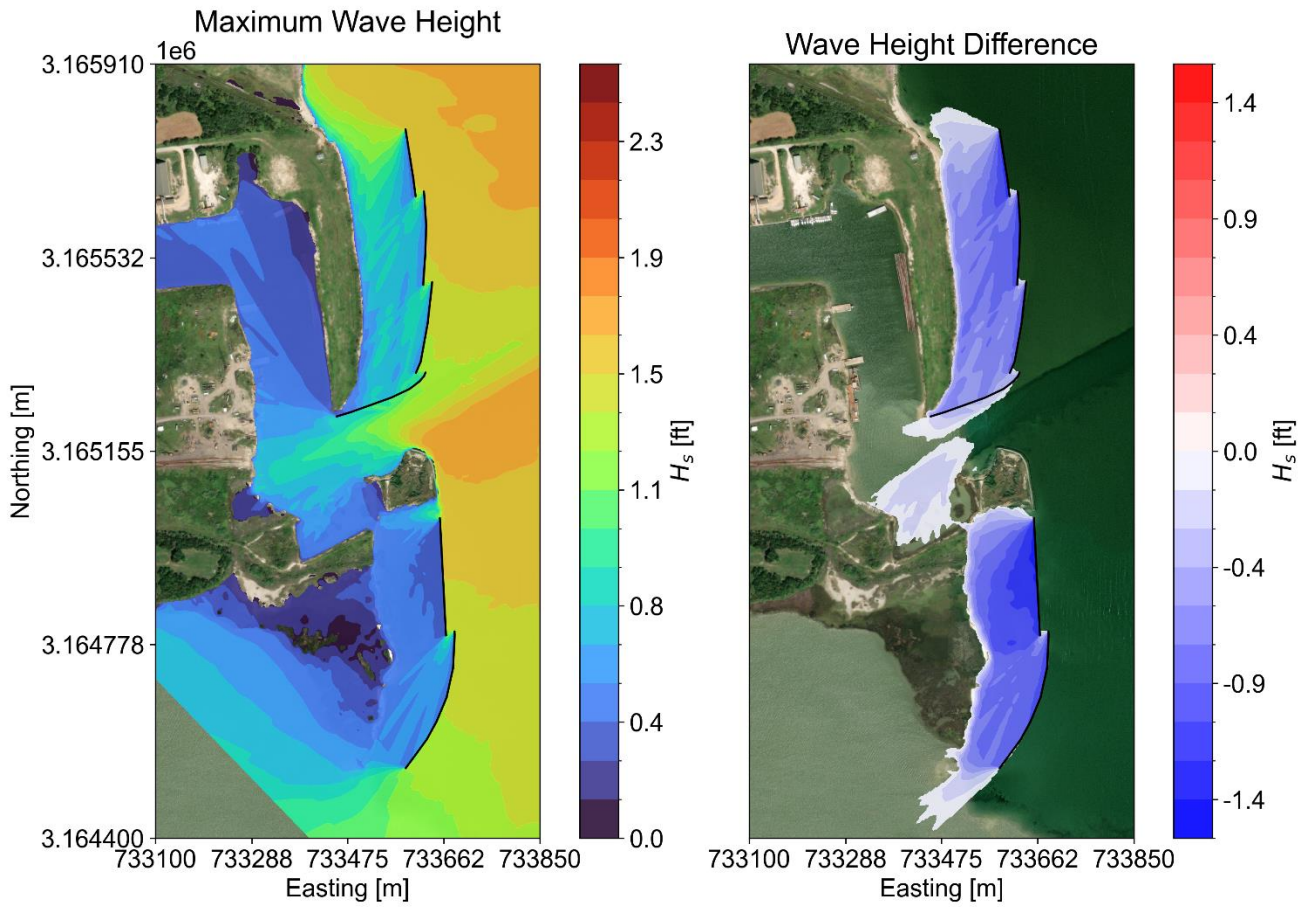 Maximum Wave Height
1e6
3.165910
3.165532
3.165155
3.164778
3.164400
Northing [m]
733100 733288 733475 733662 733850
Easting [m]
2.3
1.9
1.5
1.1
0.8
0.4
0.0
Hs [ft]
Wave Height Difference
733100 733288 733475 733662 733850
Easting [m]
1.4
0.9
0.4
0.0
-0.4
-0.9
-1.4
Hs [ft]